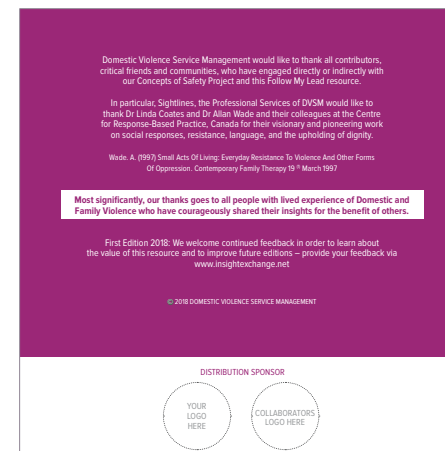 Domestic Violence Service Management would like to thank all contributors,
critical friends and communities, who have engaged directly or indirectly with
our Concepts of Safety Project and this Follow My Lead resource.
In particular, Sightlines, the Professional Services of DVSM would like to
thank Dr Linda Coates and Dr Allan Wade and their colleagues at the Centre
for Response-Based Practice, Canada for their visionary and pioneering work
on social responses, resistance, language, and the upholding of dignity.
Wade. A. (1997) Small Acts Of Living: Everyday Resistance To Violence And Other Forms
Of Oppression. Contemporary Family Therapy 19 March 1997
Most significantly, our thanks goes to all people with lived experience of Domestic and
Family Violence who have courageously shared their insights for the benefit of others.
First Edition 2018: We welcome continued feedback in order to learn about
the value of this resource and to improve future editions – provide your feedback via
www.insightexchange.net
© 2018 DOMESTIC VIOLENCE SERVICE MANAGEMENT
DISTRIBUTION SPONSOR
YOUR
LOGO
HERE
COLLABORATORS
LOGO HERE